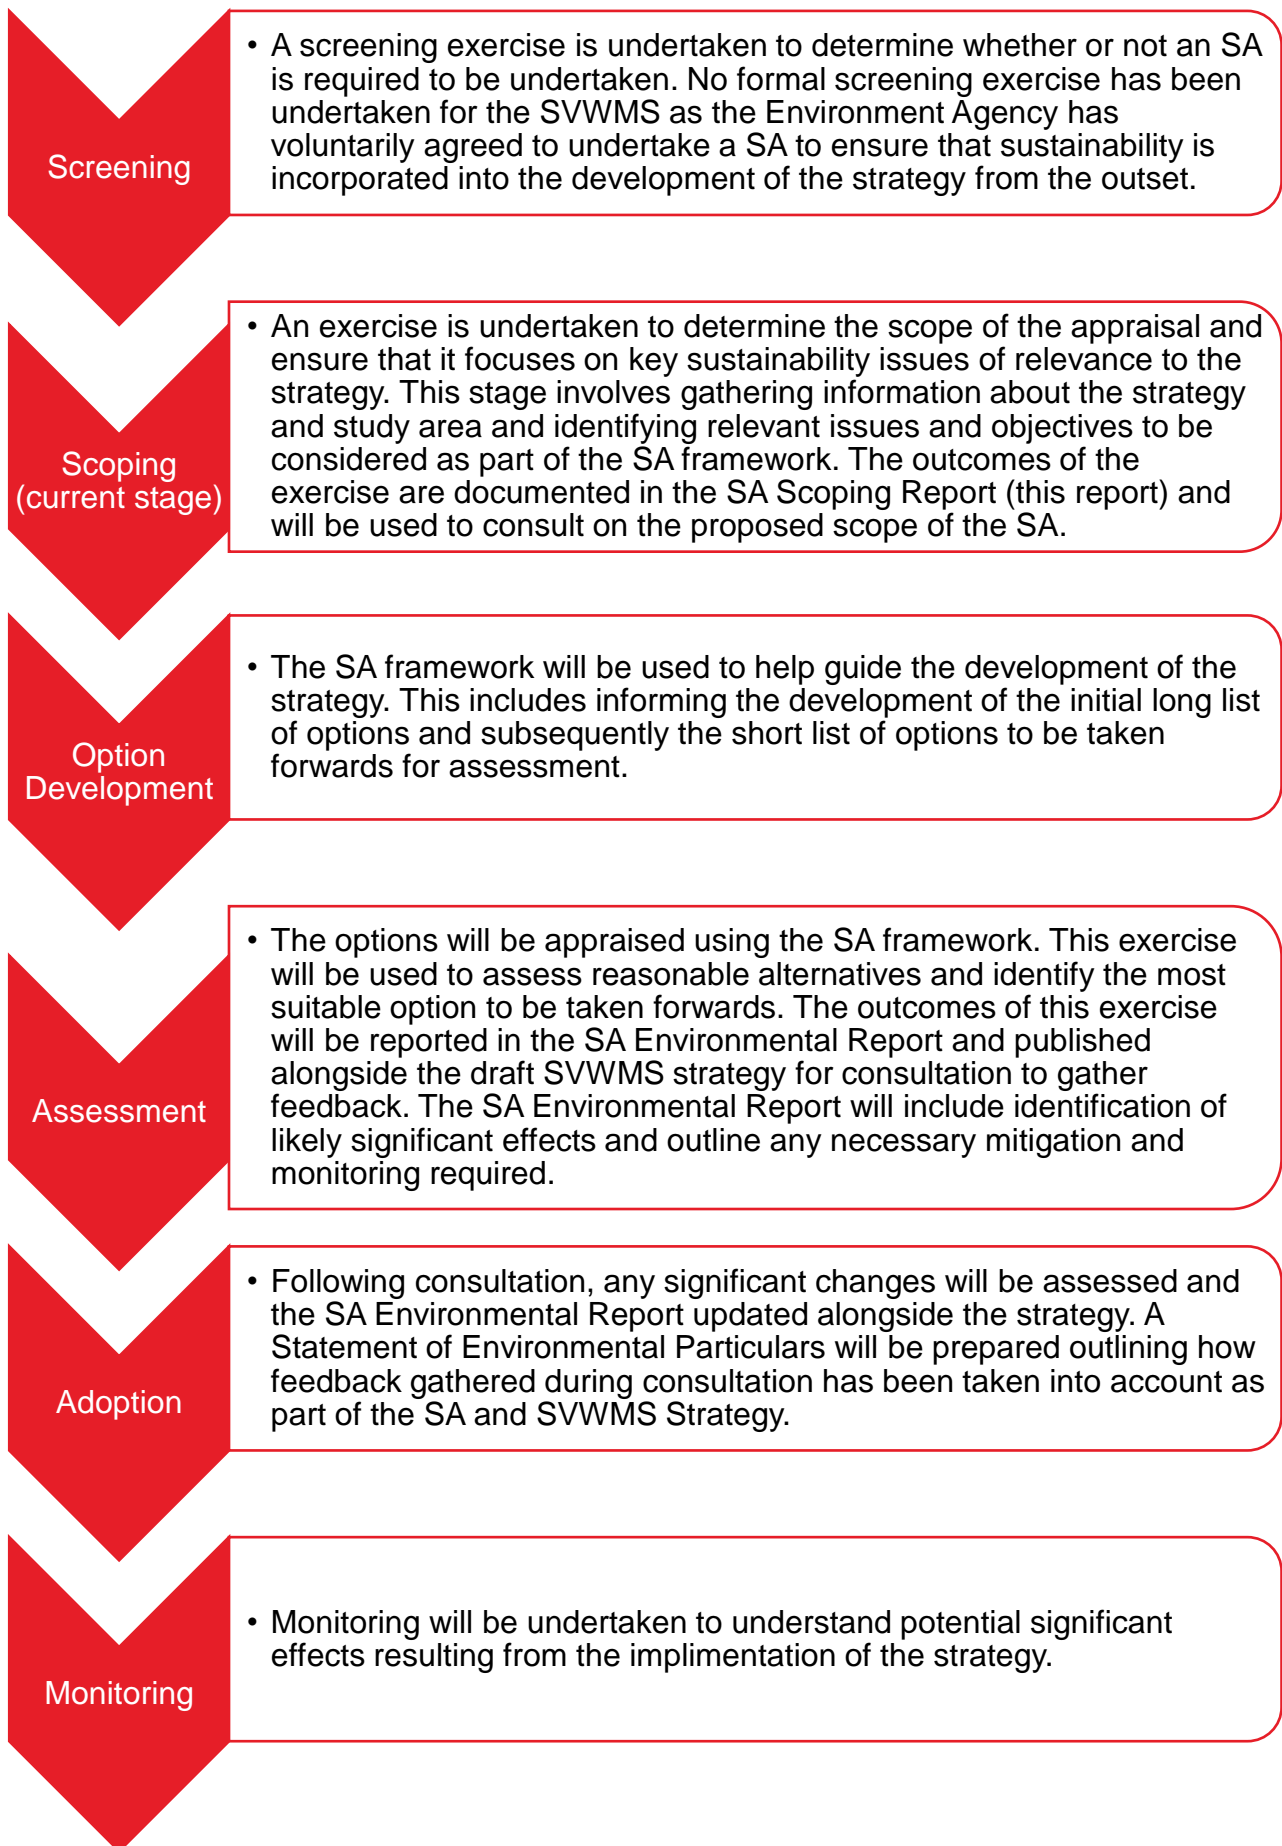 Screening
• A screening exercise is undertaken to determine whether or not an SA
is required to be undertaken. No formal screening exercise has been
undertaken for the SVWMS as the Environment Agency has
voluntarily agreed to undertake a SA to ensure that sustainability is
incorporated into the development of the strategy from the outset.
Scoping
(current stage)
• An exercise is undertaken to determine the scope of the appraisal and
ensure that it focuses on key sustainability issues of relevance to the
strategy. This stage involves gathering information about the strategy
and study area and identifying relevant issues and objectives to be
considered as part of the SA framework. The outcomes of the
exercise are documented in the SA Scoping Report (this report) and
will be used to consult on the proposed scope of the SA.
Option
Development
• The SA framework will be used to help guide the development of the
strategy. This includes informing the development of the initial long list
of options and subsequently the short list of options to be taken
forwards for assessment.
Assessment
• The options will be appraised using the SA framework. This exercise
will be used to assess reasonable alternatives and identify the most
suitable option to be taken forwards. The outcomes of this exercise
will be reported in the SA Environmental Report and published
alongside the draft SVWMS strategy for consultation to gather
feedback. The SA Environmental Report will include identification of
likely significant effects and outline any necessary mitigation and
monitoring required.
Adoption
• Following consultation, any significant changes will be assessed and
the SA Environmental Report updated alongside the strategy. A
Statement of Environmental Particulars will be prepared outlining how
feedback gathered during consultation has been taken into account as
part of the SA and SVWMS Strategy.
Monitoring
• Monitoring will be undertaken to understand potential significant
effects resulting from the implimentation of the strategy.